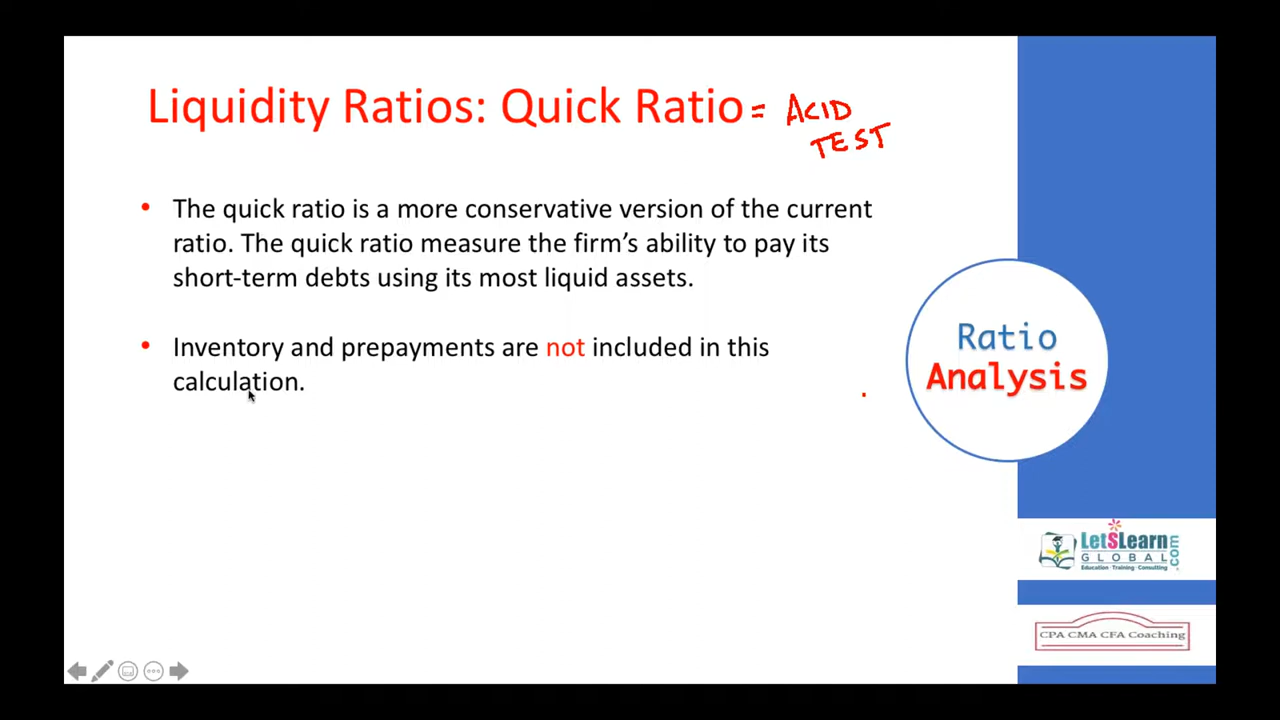 Liquidity Ratios: Quick Ratio = ACID
TEST
• The quick ratio is a more conservative version of the current
ratio. The quick ratio measure the firm's ability to pay its
short-term debts using its most liquid assets.
• Inventory and prepayments are not included in this
calculation.
Ratio
Analysis
LetSLearn
GLOBAL.com
Education · Training · Consulting
CPA CMA CFA Coaching